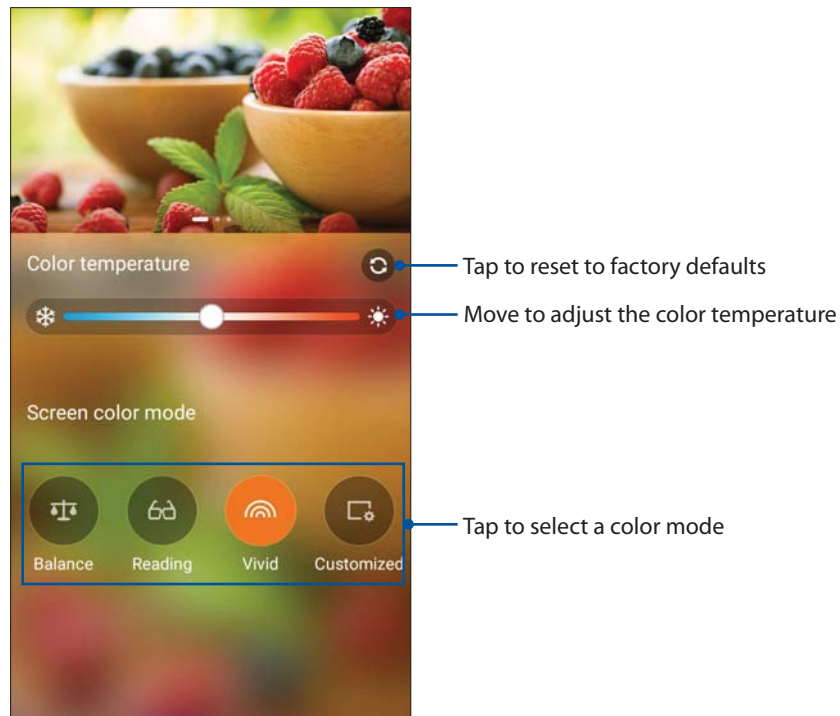 Color temperature
Tap to reset to factory defaults
Move to adjust the color temperature
Screen color mode
Balance Reading Vivid Customized
Tap to select a color mode